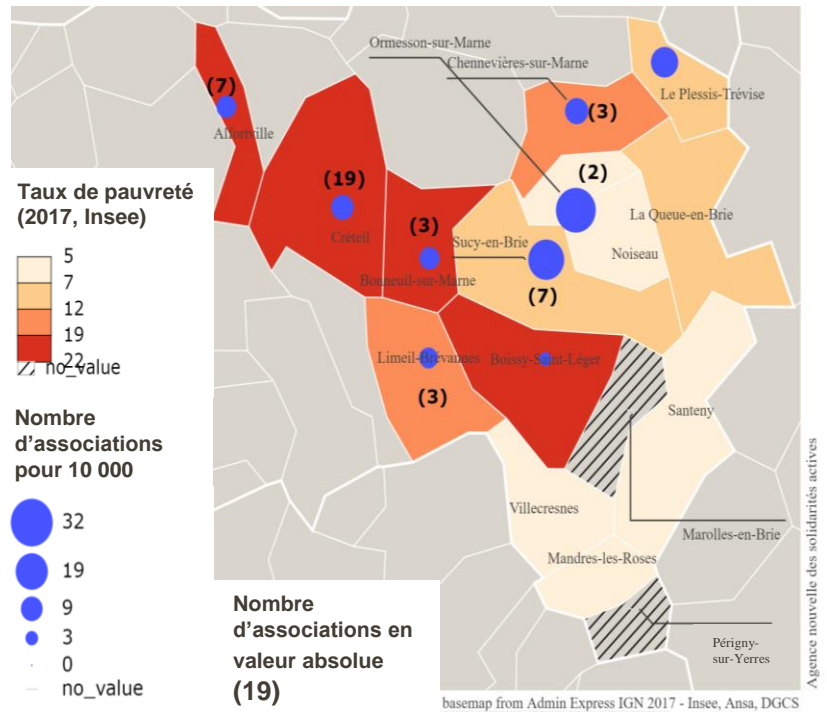 Ormesson-sur-Marne
Chennevières-sur-Marne
Le Plessis-Trévise
(7)
(3)
Alfortville
(2)
(19)
La Queue-en-Brie
(3)
Créteil
Sucy-en-Brie
Noiseau
Bonneuil-sur-Marne
(7)
Limeil-Brévannes
Boissy-Saint-Léger
(3)
Santeny
Villecresnes
Marolles-en-Brie
Mandres-les-Roses
Périgny-
sur-Yerres
Taux de pauvreté
(2017, Insee)
5
7
12
19
22
no_value
Nombre
d'associations
pour 10 000
32
19
9
3
0
no_value
Nombre
d'associations en
valeur absolue
(19)
basemap from Admin Express IGN 2017 - Insee, Ansa, DGCS
Agence nouvelle des solidarités actives